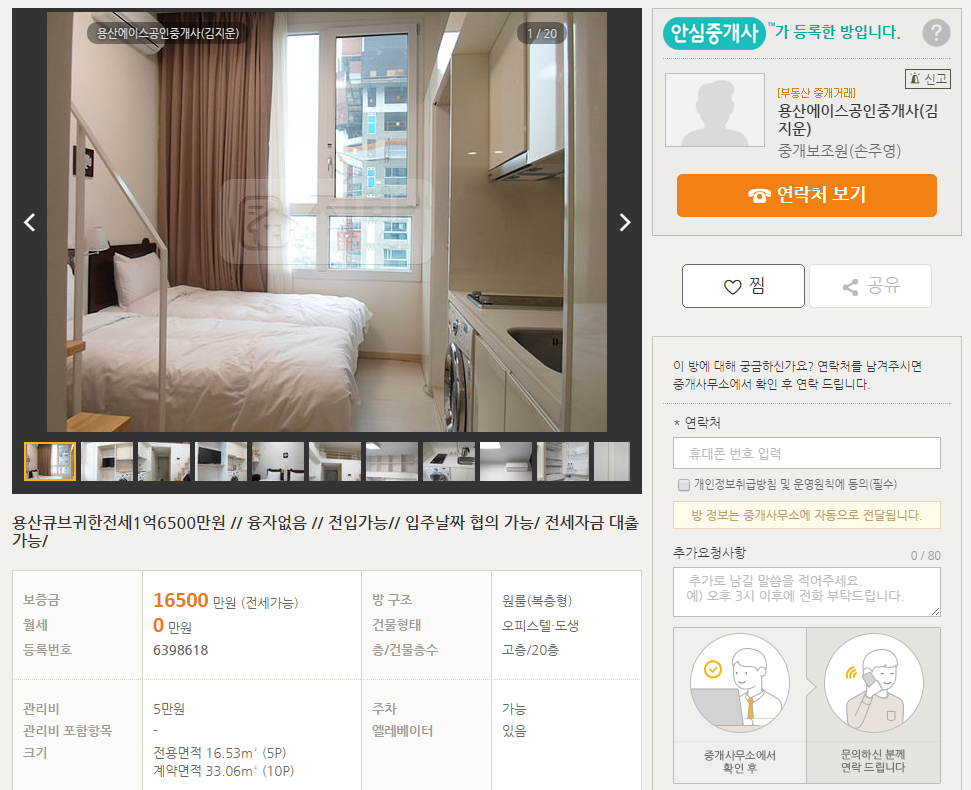 용산에이스공인중개사(김지운)
1 / 20
안심중개사™가 등록한 방입니다.
?
신고
[부동산 중개거래]
용산에이스공인중개사(김
지운)
중개보조원(손주영)
연락처 보기
찜
공유
이 방에 대해 궁금하신가요? 연락처를 남겨주시면
중개사무소에서 확인 후 연락 드립니다.
* 연락처
휴대폰 번호 입력
개인정보취급방침 및 운영원칙에 동의(필수)
방 정보는 중개사무소에 자동으로 전달됩니다.
추가요청사항
0 / 80
추가로 남길 말씀을 적어주세요.
예) 오후 3시 이후에 전화 부탁드립니다.
중개사무소에서
확인 후
문의하신 분께
연락 드립니다
용산큐브귀한전세1억6500만원 // 융자없음 // 전입가능// 입주날짜 협의 가능/ 전세자금 대출
가능/
보증금 16500 만원 (전세가능) 방 구조 원룸(복층형)
월세 0 만원 건물형태 오피스텔·도생
등록번호 6398618 층/건물층수 고층/20층
관리비 5만원 주차 가능
관리비 포함항목 - 엘레베이터 있음
크기 전용면적 16.53m² (5P)
계약면적 33.06m² (10P)